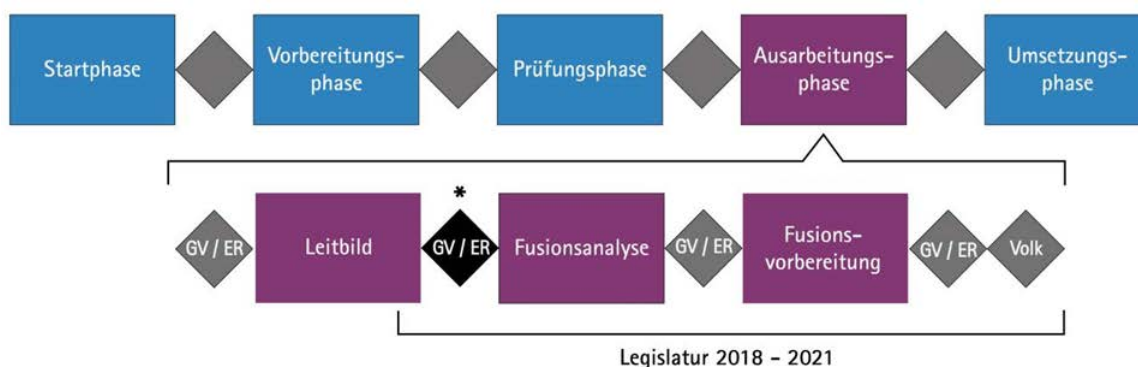 Startphase
Vorbereitungs-
phase
Prüfungsphase
Ausarbeitungs-
phase
Umsetzungs-
phase
*
GV / ER
Leitbild
GV / ER
Fusionsanalyse
GV / ER
Fusions-
vorbereitung
GV / ER
Volk
Legislatur 2018 - 2021